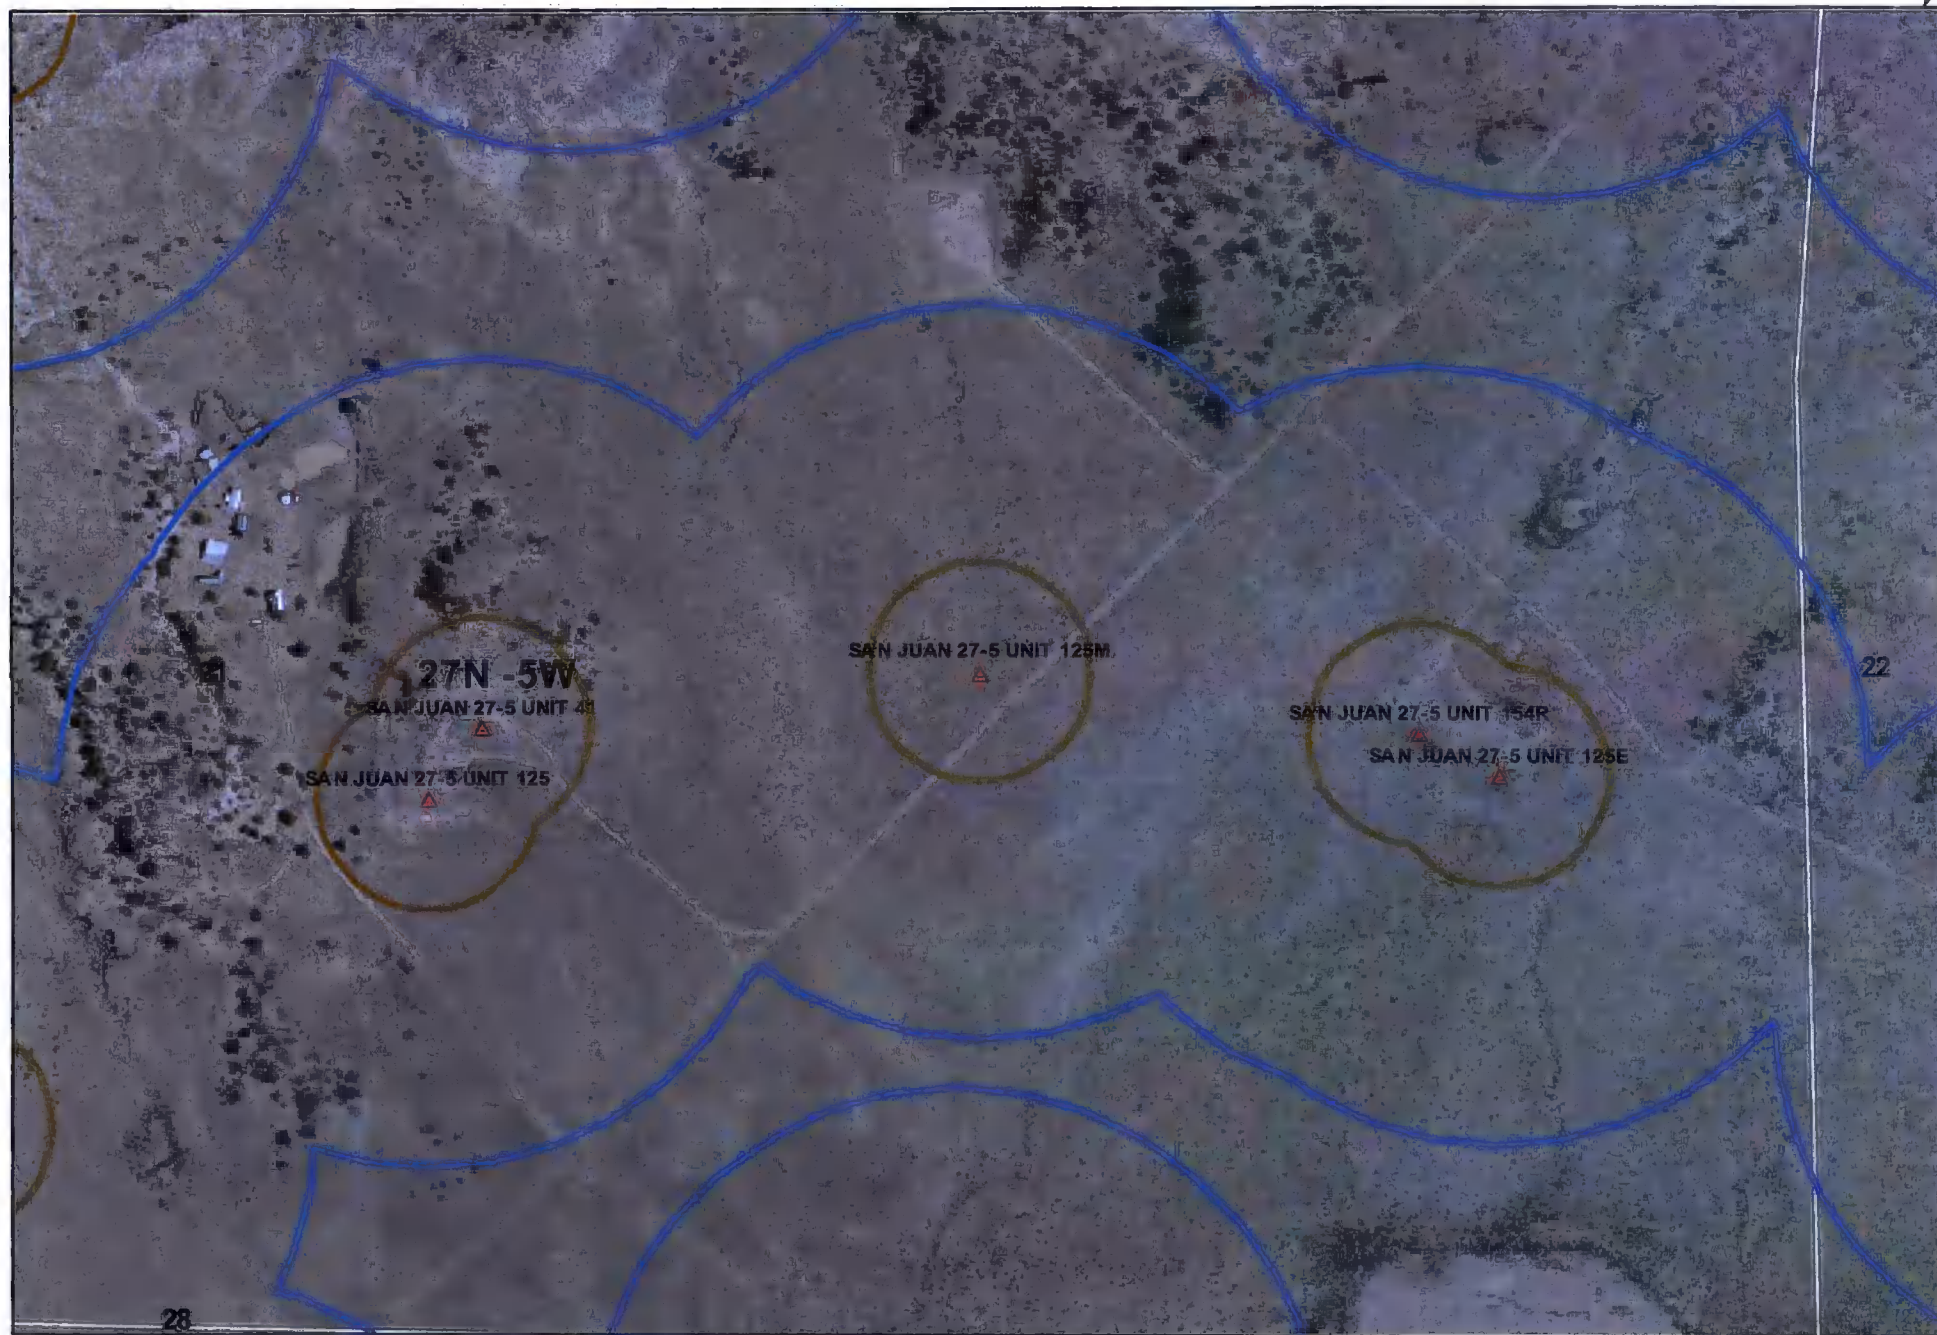 SAN JUAN 27-5 UNIT 125M
27N -5W
22
SAN JUAN 27-5 UNIT 41
SAN JUAN 27-5 UNIT 154R
SAN JUAN 27-5 UNIT 125E
SAN JUAN 27-5 UNIT 125
28